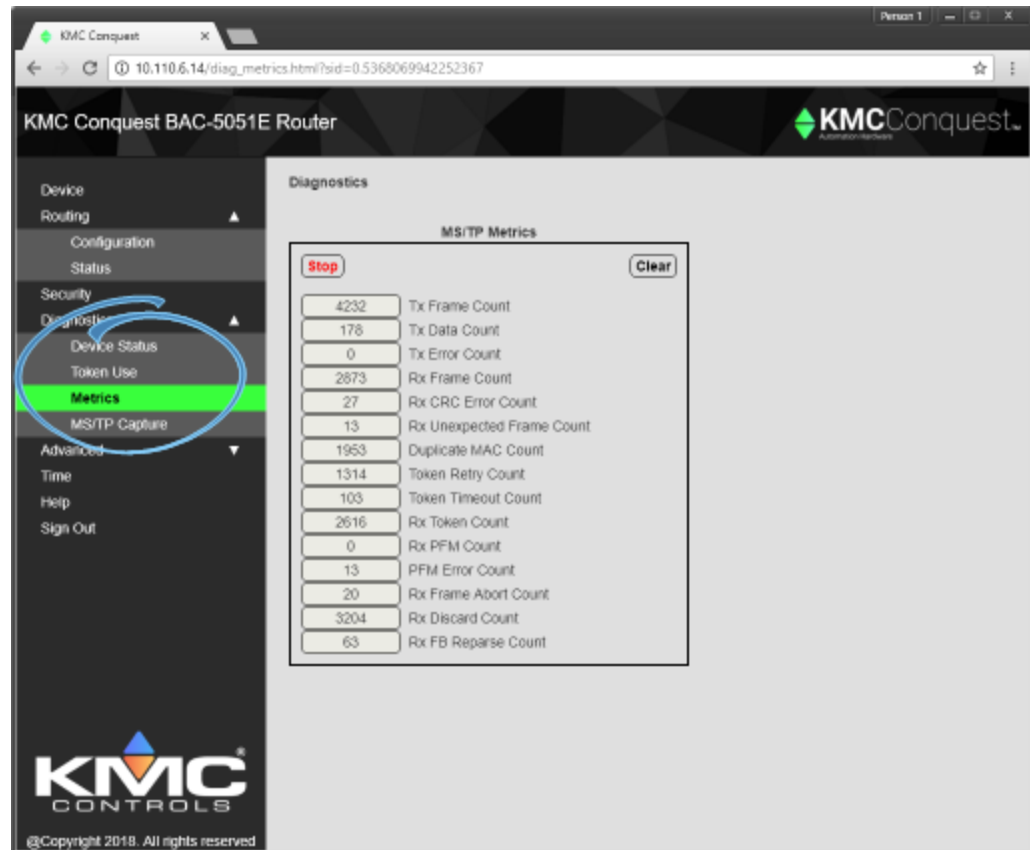 Person 1
KMC Conquest
10.110.6.14/diag_metrics.html?sid=0.5368069942252367
KMC Conquest BAC-5051E Router
KMCConquest™
Automation Hardware
Device
Routing
Configuration
Status
Security
Diagnostics
Device Status
Token Use
Metrics
MS/TP Capture
Advanced
Time
Help
Sign Out
KMC®
CONTROLS
@Copyright 2018. All rights reserved
Diagnostics
MS/TP Metrics
Stop Clear
4232 Tx Frame Count
178 Tx Data Count
0 Tx Error Count
2873 Rx Frame Count
27 Rx CRC Error Count
13 Rx Unexpected Frame Count
1953 Duplicate MAC Count
1314 Token Retry Count
103 Token Timeout Count
2616 Rx Token Count
0 Rx PFM Count
13 PFM Error Count
20 Rx Frame Abort Count
3204 Rx Discard Count
63 Rx FB Reparse Count